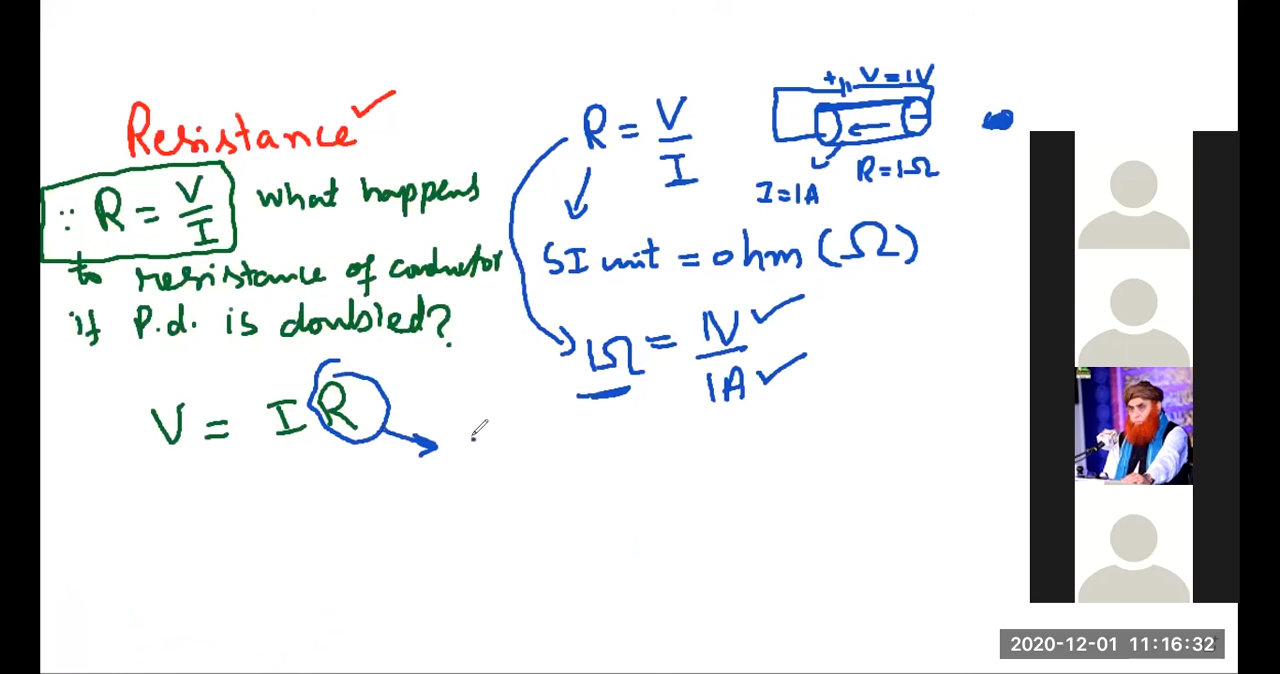 Resistance
∵ R = V/I what happens
to resistance of conductor
if P.d. is doubled?
V = IR
R = V/I
SI unit = ohm (Ω)
1Ω = 1V/1A
+ V = 1V
I = 1A
R = 1Ω
2020-12-01 11:16:32